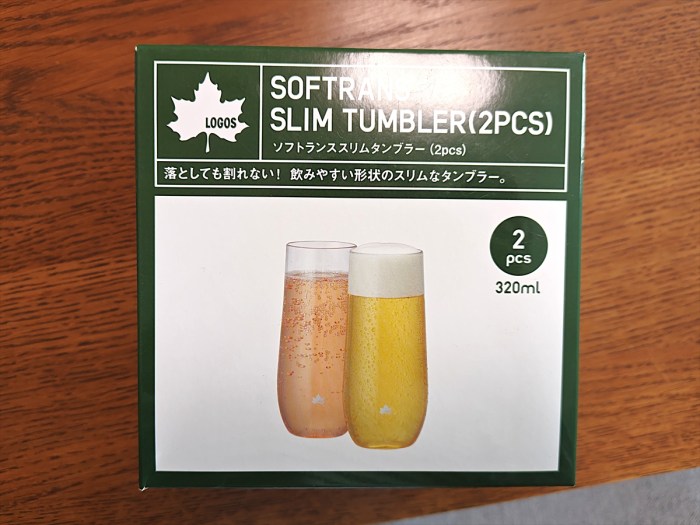 LOGOS
SOFTRANS
SLIM TUMBLER(2PCS)
ソフトランススリムタンブラー (2pcs)
落としても割れない! 飲みやすい形状のスリムなタンブラー。
2
pcs
320ml